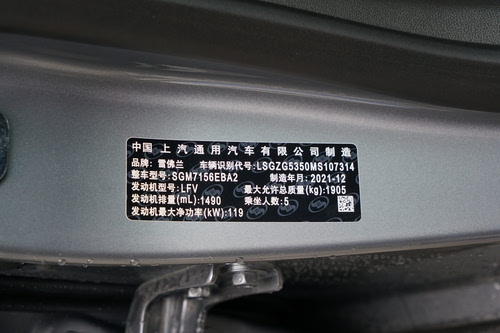 中国 上汽通用汽车有限公司制造
品牌: 雷佛兰 车辆识别代号: LSGZG5350MS107314
整车型号: SGM7156EBA2 制造年月: 2021-12
发动机型号: LFV 最大允许总质量(kg): 1905
发动机排量(mL): 1490 乘坐人数: 5
发动机最大净功率(kW): 119